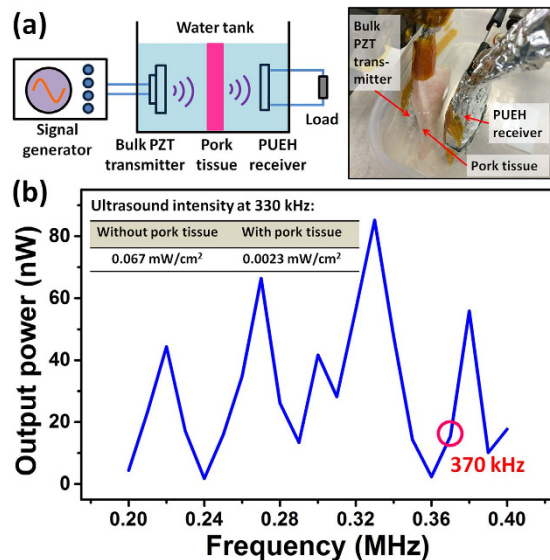 (a)
Water tank
Signal
generator
Bulk PZT
transmitter
Pork
tissue
PUEH
receiver
Load
Bulk
PZT
trans-
mitter
PUEH
receiver
Pork tissue
(b)
Ultrasound intensity at 330 kHz:
Without pork tissue With pork tissue
0.067 mW/cm² 0.0023 mW/cm²
Output power (nW)
80
60
40
20
0
370 kHz
0.20 0.24 0.28 0.32 0.36 0.40
Frequency (MHz)